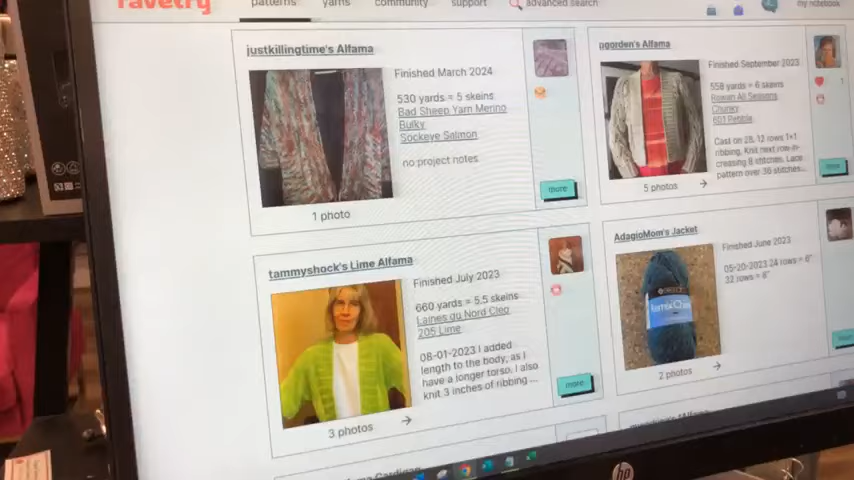 ravelry
patterns yarns community support advanced search my notebook
justkillingtime's Alfama
Finished March 2024
530 yards = 5 skeins
Bad Sheep Yarn Merino
Bulky
Sockeye Salmon
no project notes
1 photo
more
ngorden's Alfama
Finished September 2023
558 yards = 6 skeins
Rowan All Seasons
Chunky
601 Pebble
Cast on 28, 12 rows 1x1
ribbing. Knit next row in-
creasing 8 stitches. Lace
pattern over 36 stitches...
5 photos
1
more
tammyshock's Lime Alfama
Finished July 2023
660 yards = 5.5 skeins
Laines du Nord Cleo
205 Lime
08-01-2023 I added
length to the body, as I
have a longer torso. I also
knit 3 inches of ribbing ...
3 photos
more
AdagioMom's Jacket
Finished June 2023
05-20-2023 24 rows = 6"
32 rows = 8"
2 photos
Cardigan
hp